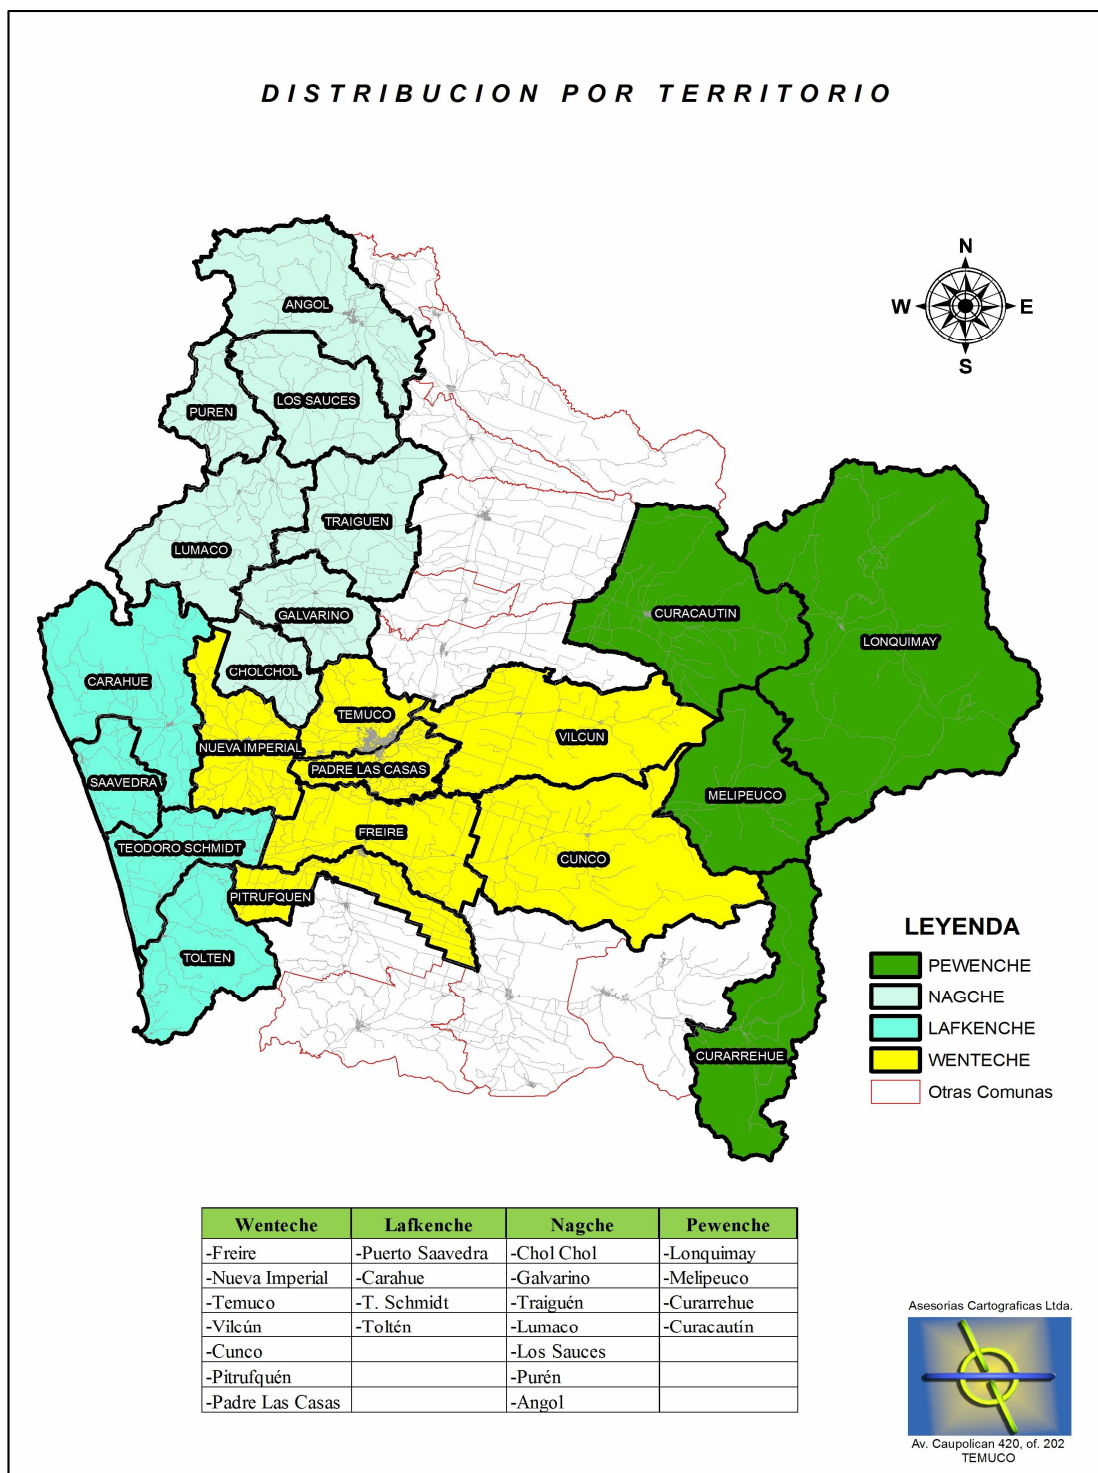 DISTRIBUCION POR TERRITORIO
N
W E
S
ANGOL
LOS SAUCES
PUREN
TRAIGUEN
LUMACO
GALVARINO
CURACAUTIN
LONQUIMAY
CHOLCHOL
CARAHUE
TEMUCO
VILCUN
NUEVA IMPERIAL
PADRE LAS CASAS
SAAVEDRA
MELIPEUCO
FREIRE
TEODORO SCHMIDT
CUNCO
PITRUFQUEN
TOLTEN
CURARREHUE
LEYENDA
PEWENCHE
NAGCHE
LAFKENCHE
WENTECHE
Otras Comunas
Wenteche Lafkenche Nagche Pewenche
-Freire -Puerto Saavedra -Chol Chol -Lonquimay
-Nueva Imperial -Carahue -Galvarino -Melipeuco
-Temuco -T. Schmidt -Traiguén -Curarrehue
-Vilcún -Toltén -Lumaco -Curacautín
-Cunco -Los Sauces
-Pitrufquén -Purén
-Padre Las Casas -Angol
Asesorias Cartograficas Ltda.
Av. Caupolican 420, of. 202
TEMUCO